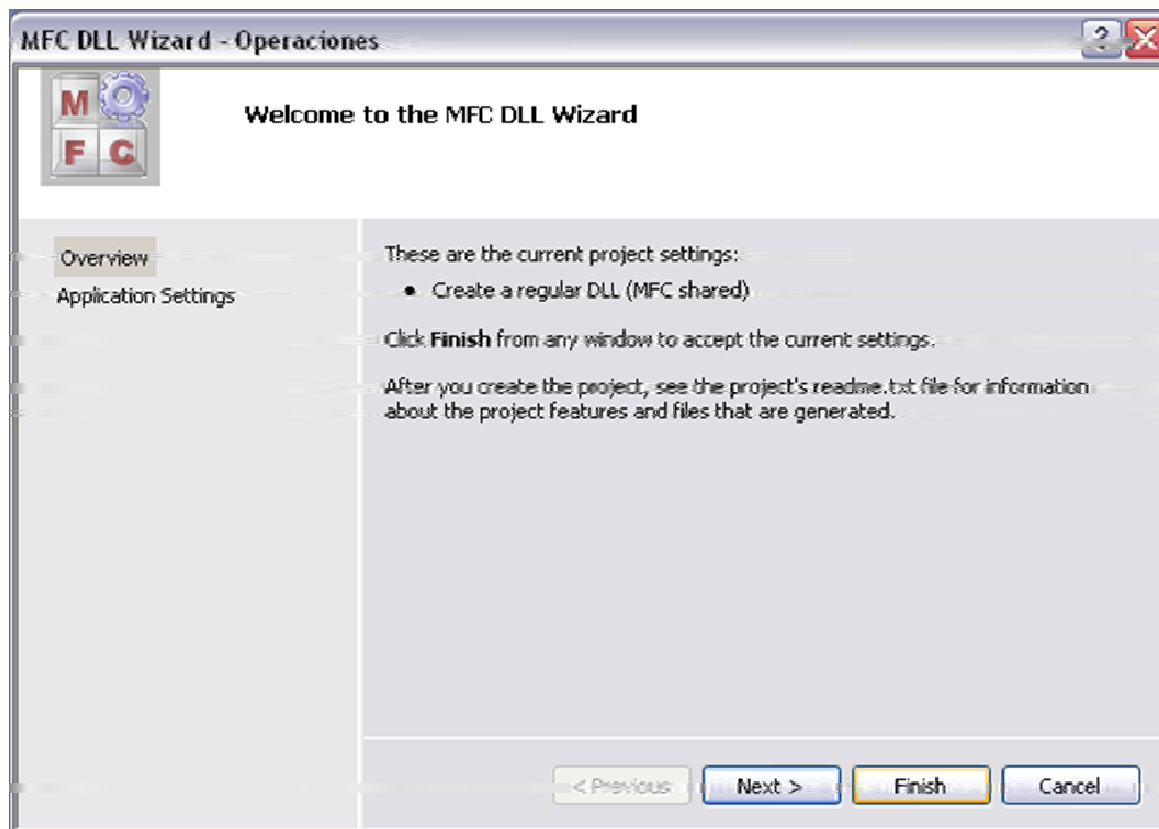 MFC DLL Wizard - Operaciones
?
M
F C
Welcome to the MFC DLL Wizard
Overview
Application Settings
These are the current project settings:
• Create a regular DLL (MFC shared)
Click Finish from any window to accept the current settings.
After you create the project, see the project's readme.txt file for information
about the project features and files that are generated.
< Previous
Next >
Finish
Cancel